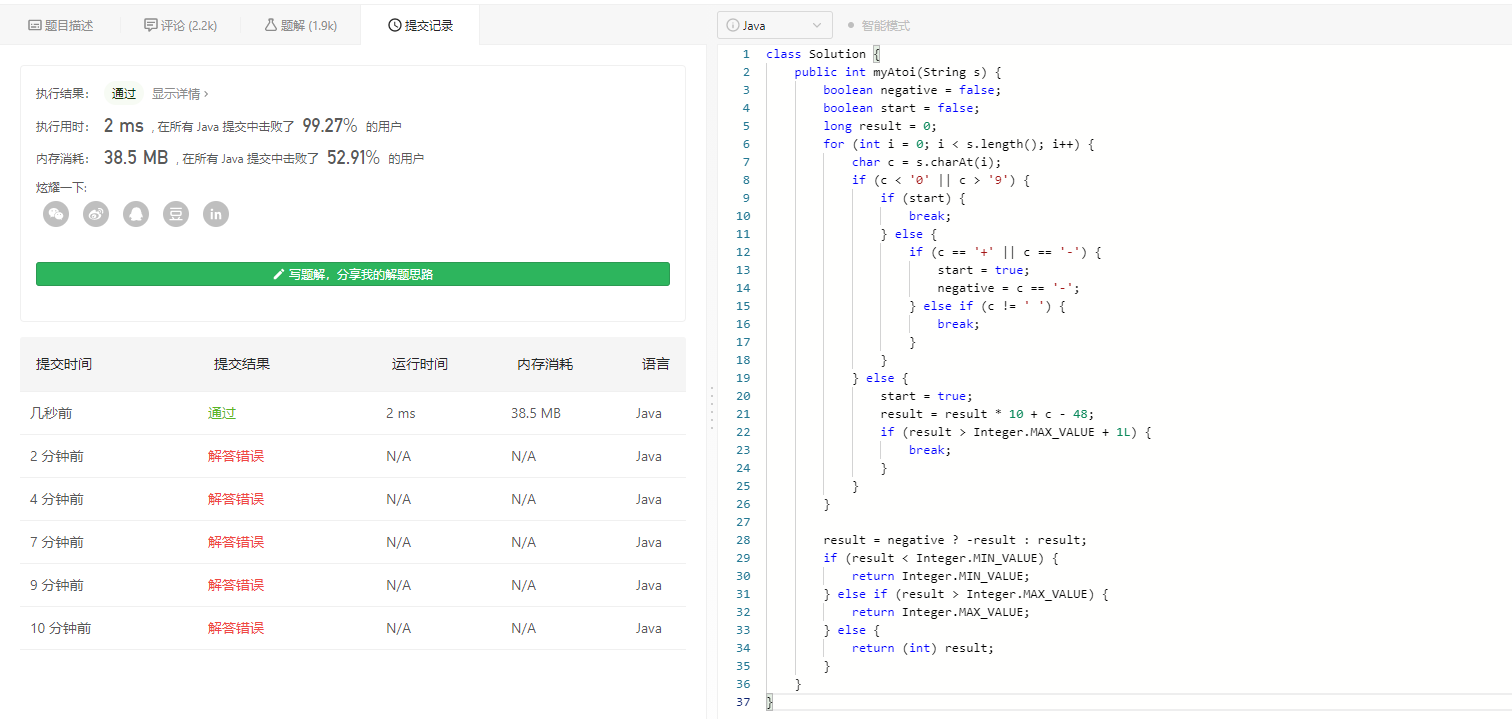 题目描述 评论 (2.2k) 题解 (1.9k) 提交记录
执行结果： 通过 显示详情 ›
执行用时： 2 ms , 在所有 Java 提交中击败了 99.27% 的用户
内存消耗： 38.5 MB , 在所有 Java 提交中击败了 52.91% 的用户
炫耀一下:
写题解，分享我的解题思路
提交时间 提交结果 运行时间 内存消耗 语言
几秒前 通过 2 ms 38.5 MB Java
2 分钟前 解答错误 N/A N/A Java
4 分钟前 解答错误 N/A N/A Java
7 分钟前 解答错误 N/A N/A Java
9 分钟前 解答错误 N/A N/A Java
10 分钟前 解答错误 N/A N/A Java
Java 智能模式
1 class Solution {
2 public int myAtoi(String s) {
3 boolean negative = false;
4 boolean start = false;
5 long result = 0;
6 for (int i = 0; i < s.length(); i++) {
7 char c = s.charAt(i);
8 if (c < '0' || c > '9') {
9 if (start) {
10 break;
11 } else {
12 if (c == '+' || c == '-') {
13 start = true;
14 negative = c == '-';
15 } else if (c != ' ') {
16 break;
17 }
18 }
19 } else {
20 start = true;
21 result = result * 10 + c - 48;
22 if (result > Integer.MAX_VALUE + 1L) {
23 break;
24 }
25 }
26 }
27
28 result = negative ? -result : result;
29 if (result < Integer.MIN_VALUE) {
30 return Integer.MIN_VALUE;
31 } else if (result > Integer.MAX_VALUE) {
32 return Integer.MAX_VALUE;
33 } else {
34 return (int) result;
35 }
36 }
37 }